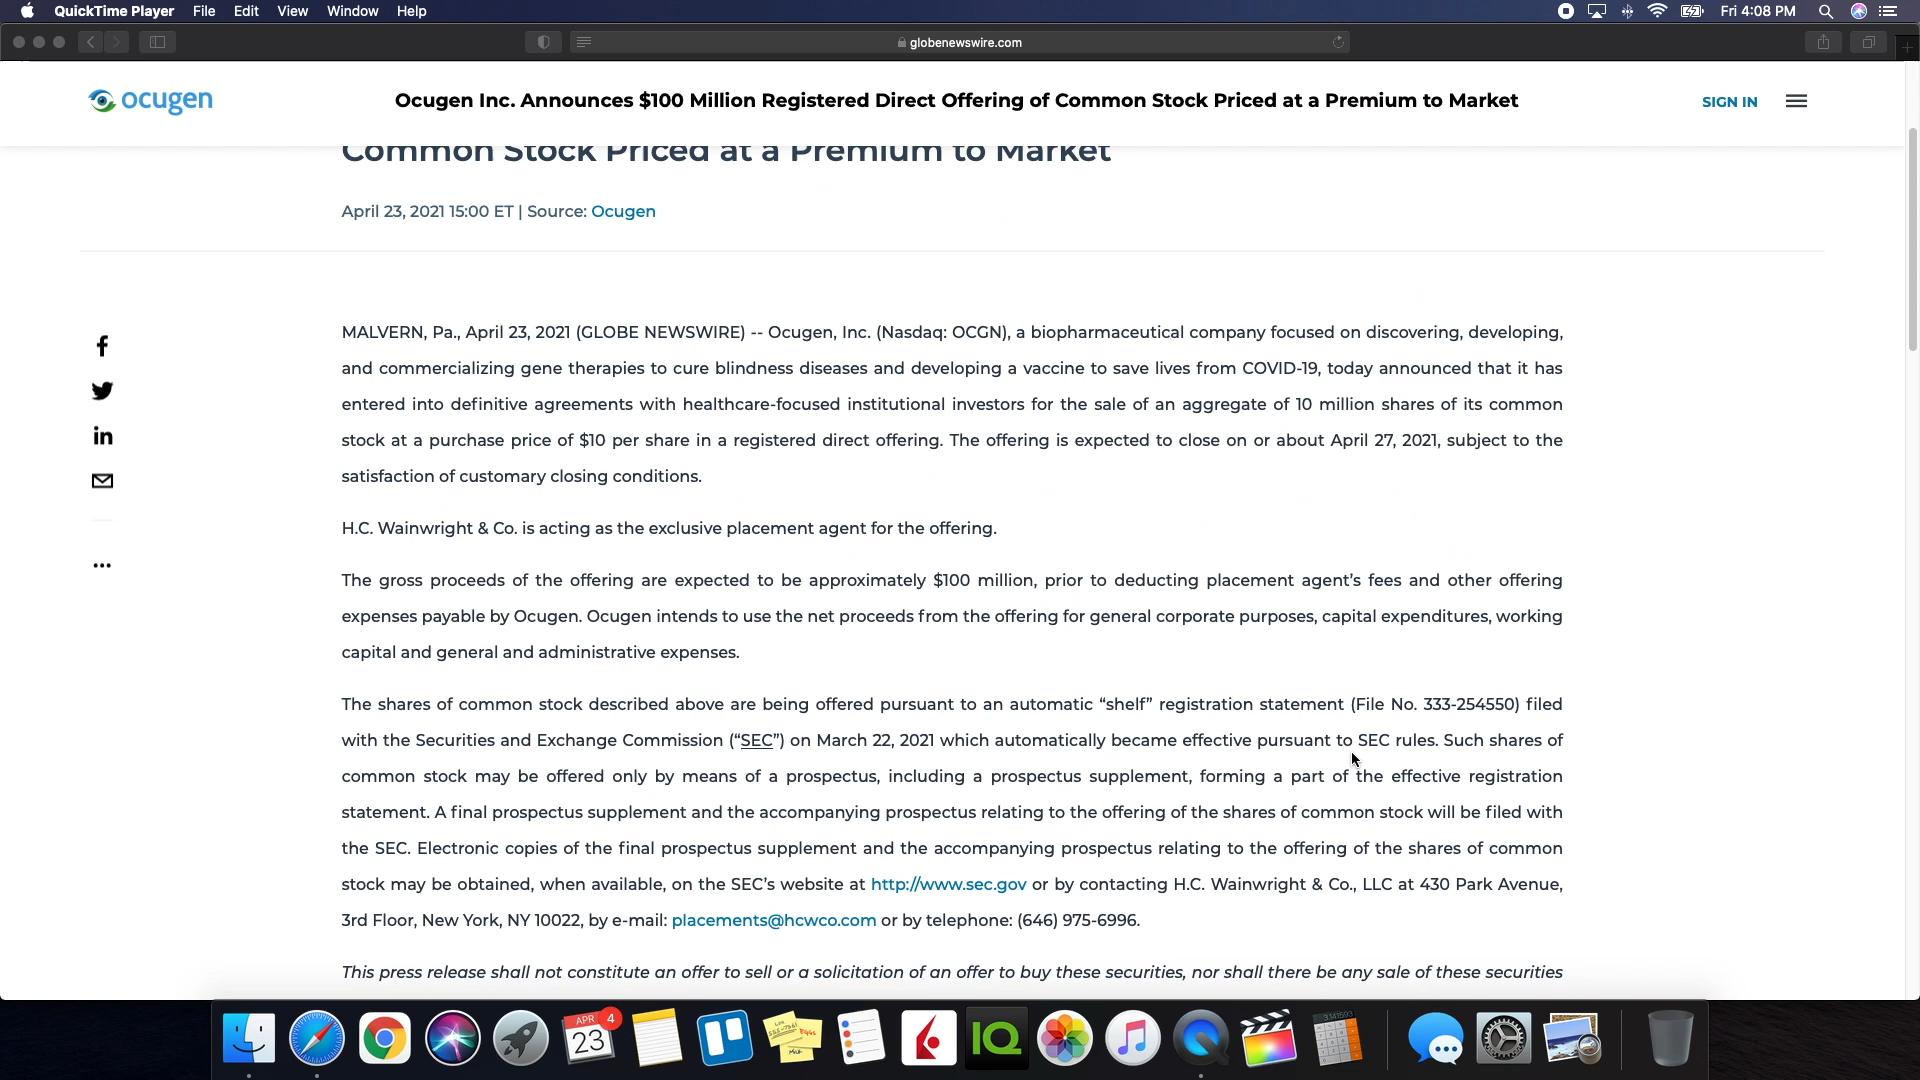 QuickTime Player File Edit View Window Help Fri 4:08 PM
globenewswire.com
ocugen
Ocugen Inc. Announces $100 Million Registered Direct Offering of Common Stock Priced at a Premium to Market
SIGN IN
Common Stock Priced at a Premium to Market
April 23, 2021 15:00 ET | Source: Ocugen
MALVERN, Pa., April 23, 2021 (GLOBE NEWSWIRE) -- Ocugen, Inc. (Nasdaq: OCGN), a biopharmaceutical company focused on discovering, developing,
and commercializing gene therapies to cure blindness diseases and developing a vaccine to save lives from COVID-19, today announced that it has
entered into definitive agreements with healthcare-focused institutional investors for the sale of an aggregate of 10 million shares of its common
stock at a purchase price of $10 per share in a registered direct offering. The offering is expected to close on or about April 27, 2021, subject to the
satisfaction of customary closing conditions.
H.C. Wainwright & Co. is acting as the exclusive placement agent for the offering.
The gross proceeds of the offering are expected to be approximately $100 million, prior to deducting placement agent's fees and other offering
expenses payable by Ocugen. Ocugen intends to use the net proceeds from the offering for general corporate purposes, capital expenditures, working
capital and general and administrative expenses.
The shares of common stock described above are being offered pursuant to an automatic “shelf” registration statement (File No. 333-254550) filed
with the Securities and Exchange Commission (“SEC”) on March 22, 2021 which automatically became effective pursuant to SEC rules. Such shares of
common stock may be offered only by means of a prospectus, including a prospectus supplement, forming a part of the effective registration
statement. A final prospectus supplement and the accompanying prospectus relating to the offering of the shares of common stock will be filed with
the SEC. Electronic copies of the final prospectus supplement and the accompanying prospectus relating to the offering of the shares of common
stock may be obtained, when available, on the SEC's website at http://www.sec.gov or by contacting H.C. Wainwright & Co., LLC at 430 Park Avenue,
3rd Floor, New York, NY 10022, by e-mail: placements@hcwco.com or by telephone: (646) 975-6996.
This press release shall not constitute an offer to sell or a solicitation of an offer to buy these securities, nor shall there be any sale of these securities
APR 4
23
IQ